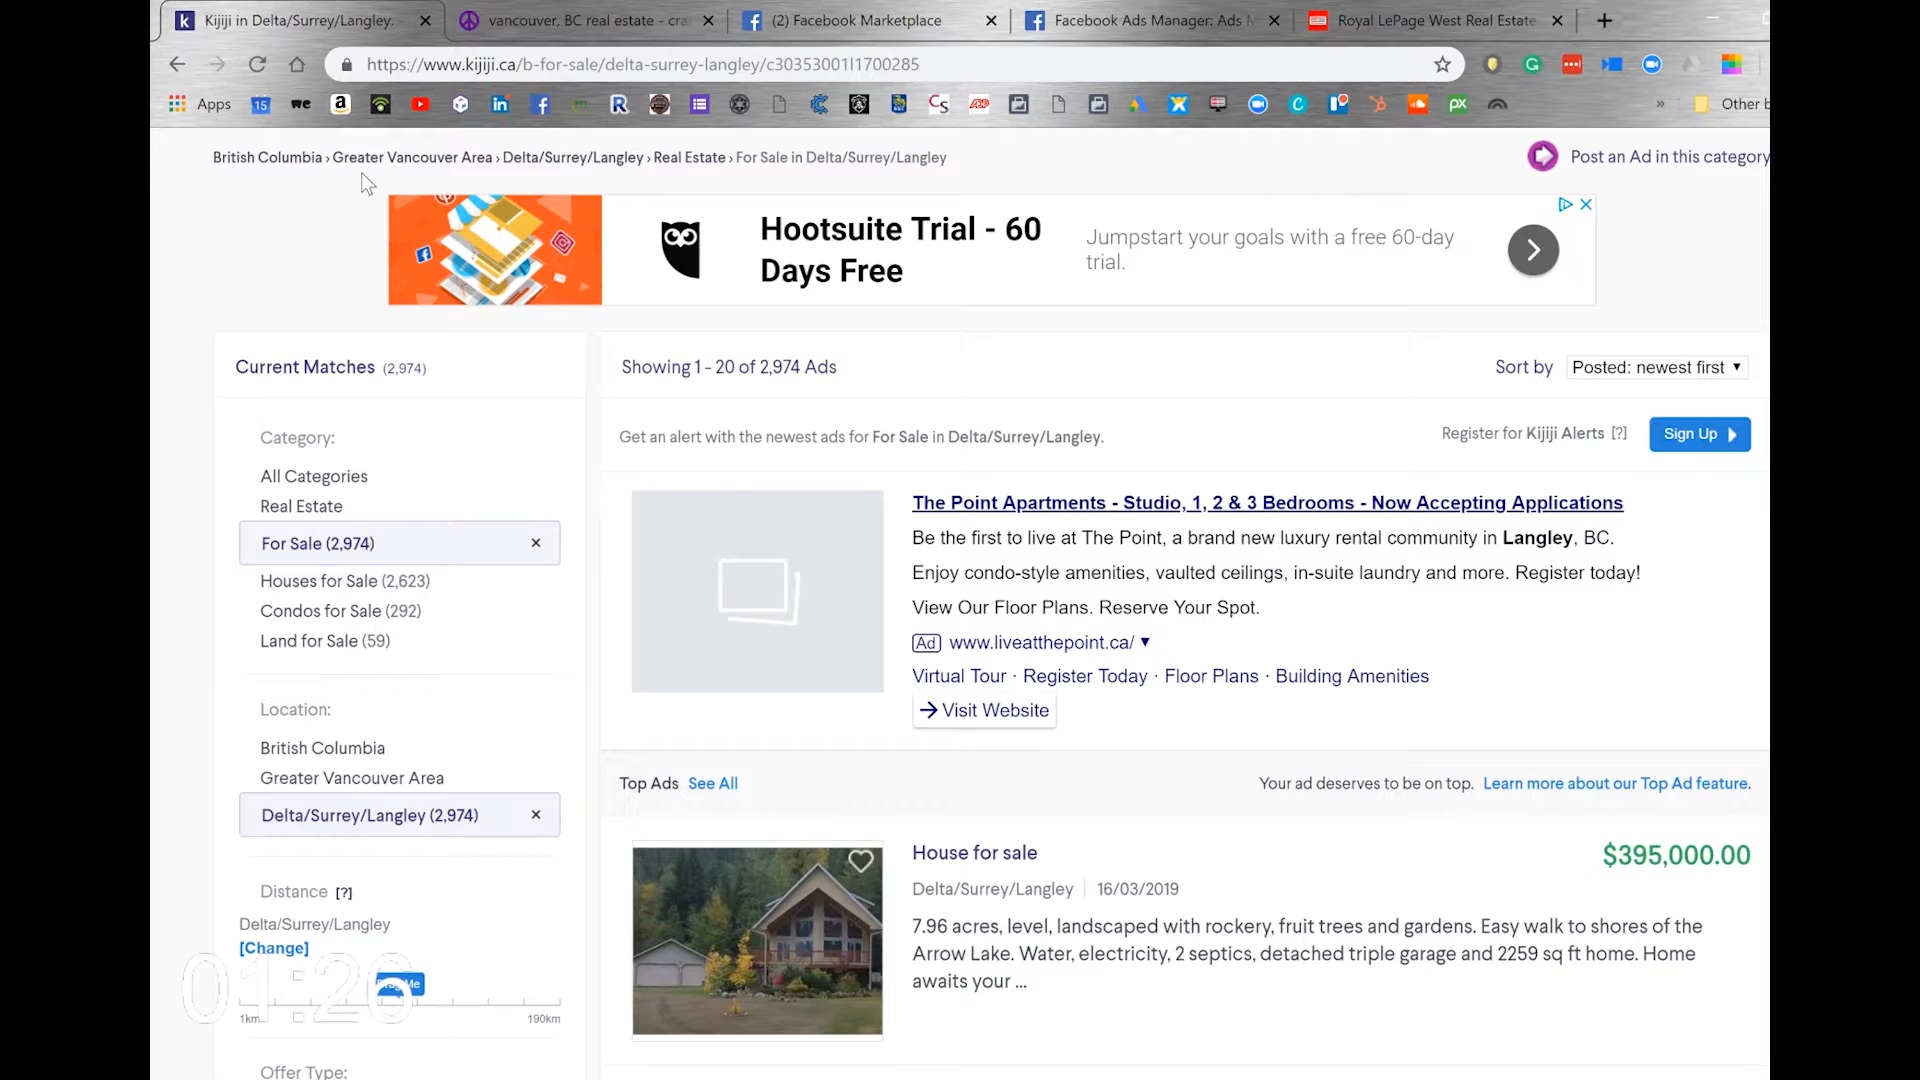 Kijiji in Delta/Surrey/Langley.
vancouver, BC real estate - cra
(2) Facebook Marketplace
Facebook Ads Manager: Ads M
Royal LePage West Real Estate
https://www.kijiji.ca/b-for-sale/delta-surrey-langley/c30353001l1700285
Apps
15
we
Other b
British Columbia › Greater Vancouver Area › Delta/Surrey/Langley › Real Estate › For Sale in Delta/Surrey/Langley
Post an Ad in this category
Hootsuite Trial - 60
Days Free
Jumpstart your goals with a free 60-day
trial.
Current Matches (2,974)
Showing 1 - 20 of 2,974 Ads
Sort by
Posted: newest first
Category:
Get an alert with the newest ads for For Sale in Delta/Surrey/Langley.
Register for Kijiji Alerts [?]
Sign Up
All Categories
Real Estate
For Sale (2,974)
Houses for Sale (2,623)
Condos for Sale (292)
Land for Sale (59)
The Point Apartments - Studio, 1, 2 & 3 Bedrooms - Now Accepting Applications
Be the first to live at The Point, a brand new luxury rental community in Langley, BC.
Enjoy condo-style amenities, vaulted ceilings, in-suite laundry and more. Register today!
View Our Floor Plans. Reserve Your Spot.
Ad www.liveatthepoint.ca/
Virtual Tour · Register Today · Floor Plans · Building Amenities
Visit Website
Location:
British Columbia
Greater Vancouver Area
Delta/Surrey/Langley (2,974)
Top Ads See All
Your ad deserves to be on top. Learn more about our Top Ad feature.
Distance [?]
Delta/Surrey/Langley
[Change]
01:26
Me
1km
190km
Offer Type:
House for sale
$395,000.00
Delta/Surrey/Langley
16/03/2019
7.96 acres, level, landscaped with rockery, fruit trees and gardens. Easy walk to shores of the
Arrow Lake. Water, electricity, 2 septics, detached triple garage and 2259 sq ft home. Home
awaits your ...